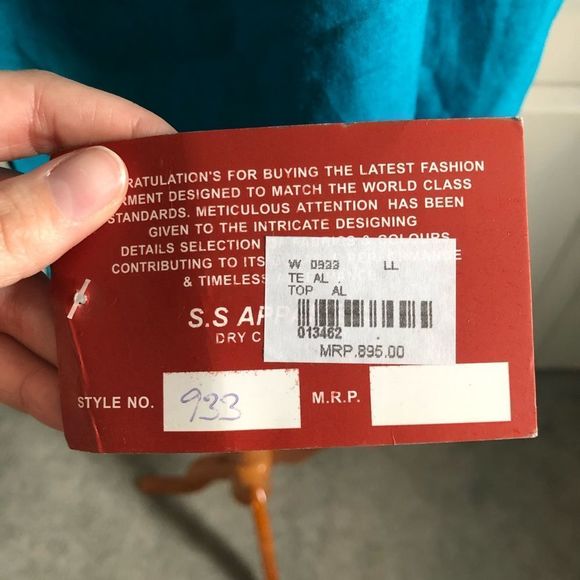 RATULATION'S FOR BUYING THE LATEST FASHION
RMENT DESIGNED TO MATCH THE WORLD CLASS
STANDARDS. METICULOUS ATTENTION HAS BEEN
GIVEN TO THE INTRICATE DESIGNING
DETAILS SELECTION FABRICS & COLOURS
CONTRIBUTING TO ITS
& TIMELESS
S.S APP
DRY C
W 0933 LL
TE AL .
TOP AL
013462
MRP.895.00
STYLE NO. 933 M.R.P.